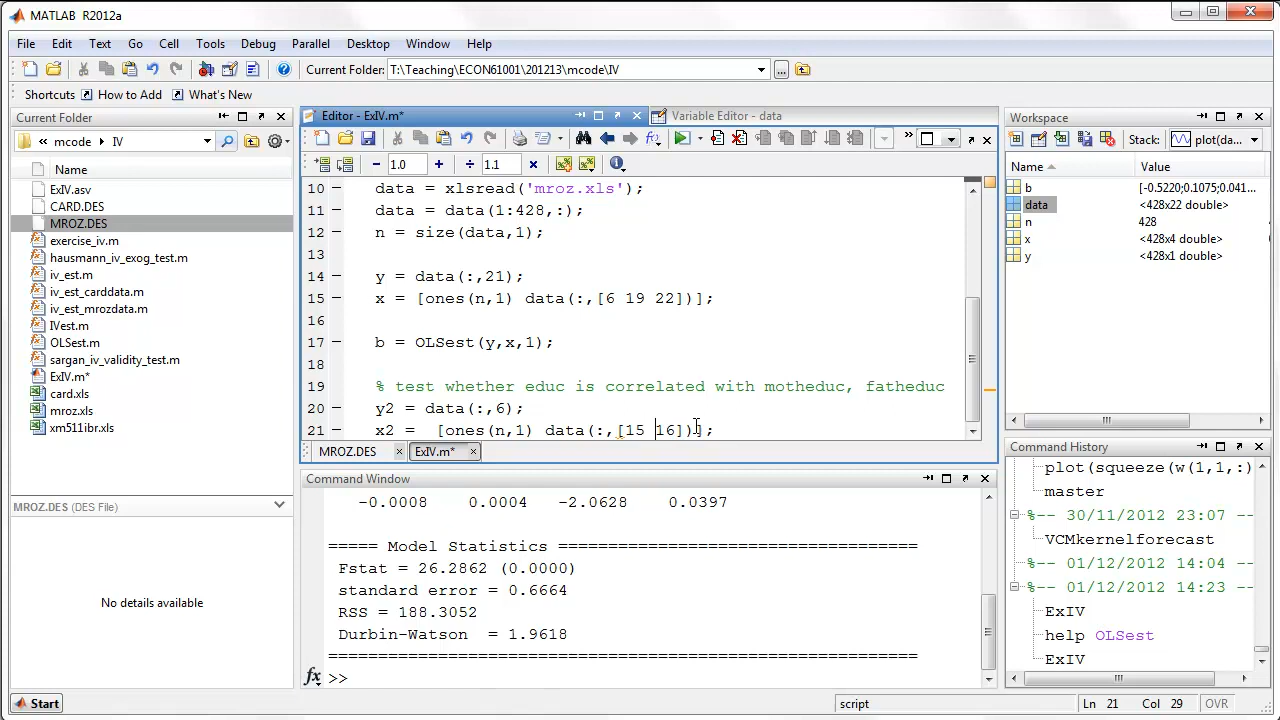 MATLAB R2012a
File Edit Text Go Cell Tools Debug Parallel Desktop Window Help
Current Folder: T:\Teaching\ECON61001\201213\mcode\IV
Shortcuts How to Add What's New
Current Folder
« mcode ▸ IV
Name
ExIV.asv
CARD.DES
MROZ.DES
exercise_iv.m
hausmann_iv_exog_test.m
iv_est.m
iv_est_carddata.m
iv_est_mrozdata.m
IVest.m
OLSest.m
sargan_iv_validity_test.m
ExIV.m*
card.xls
mroz.xls
xm511ibr.xls
MROZ.DES (DES File)
No details available
Editor - ExIV.m*
Variable Editor - data
− 1.0 + ÷ 1.1 ×
10 − data = xlsread('mroz.xls');
11 − data = data(1:428,:);
12 − n = size(data,1);
13
14 − y = data(:,21);
15 − x = [ones(n,1) data(:,[6 19 22])];
16
17 − b = OLSest(y,x,1);
18
19 % test whether educ is correlated with motheduc, fatheduc
20 − y2 = data(:,6);
21 − x2 = [ones(n,1) data(:,[15 16])];
MROZ.DES × ExIV.m* ×
Command Window
-0.0008 0.0004 -2.0628 0.0397
===== Model Statistics =================================
Fstat = 26.2862 (0.0000)
standard error = 0.6664
RSS = 188.3052
Durbin-Watson = 1.9618
======================================================
fx >>
Workspace
Stack: plot(da...
Name Value
b [-0.5220;0.1075;0.041...
data <428x22 double>
n 428
x <428x4 double>
y <428x1 double>
Command History
plot(squeeze(w(1,1,:)
master
%-- 30/11/2012 23:07 --
VCMkernelforecast
%-- 01/12/2012 14:04 --
%-- 01/12/2012 14:23 --
ExIV
help OLSest
ExIV
Start
script Ln 21 Col 29 OVR